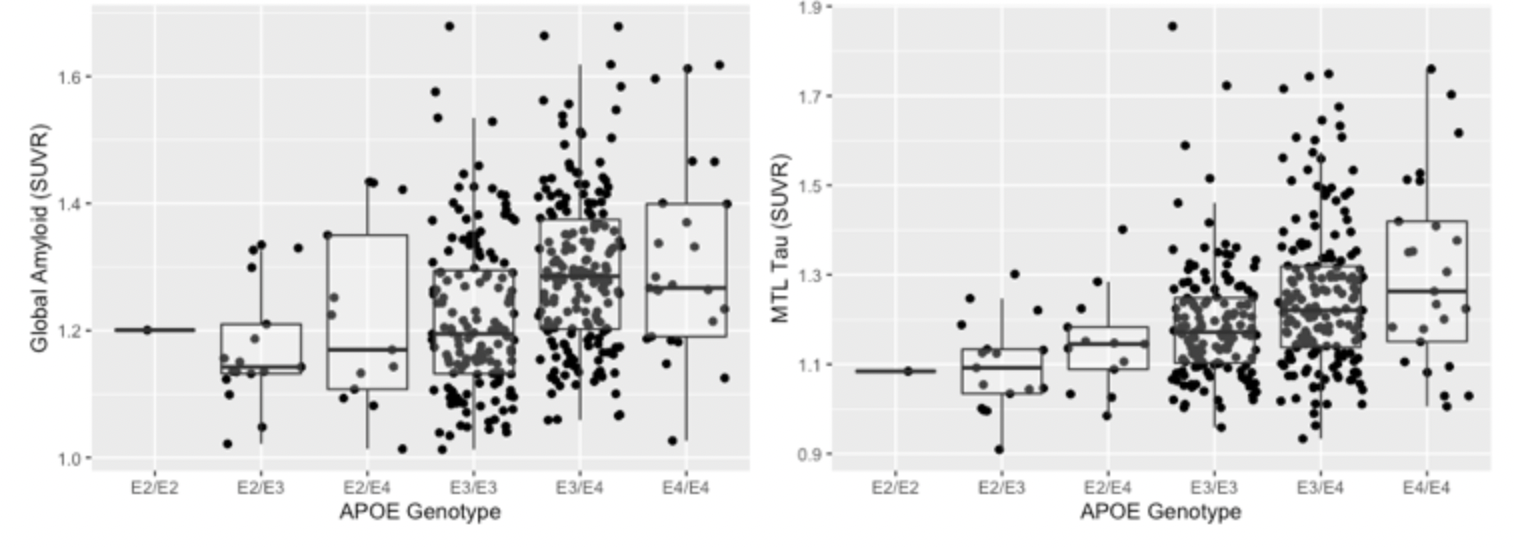 Global Amyloid (SUVR)
1.6
1.4
1.2
1.0
E2/E2 E2/E3 E2/E4 E3/E3 E3/E4 E4/E4
APOE Genotype
MTL Tau (SUVR)
1.9
1.7
1.5
1.3
1.1
0.9
E2/E2 E2/E3 E2/E4 E3/E3 E3/E4 E4/E4
APOE Genotype